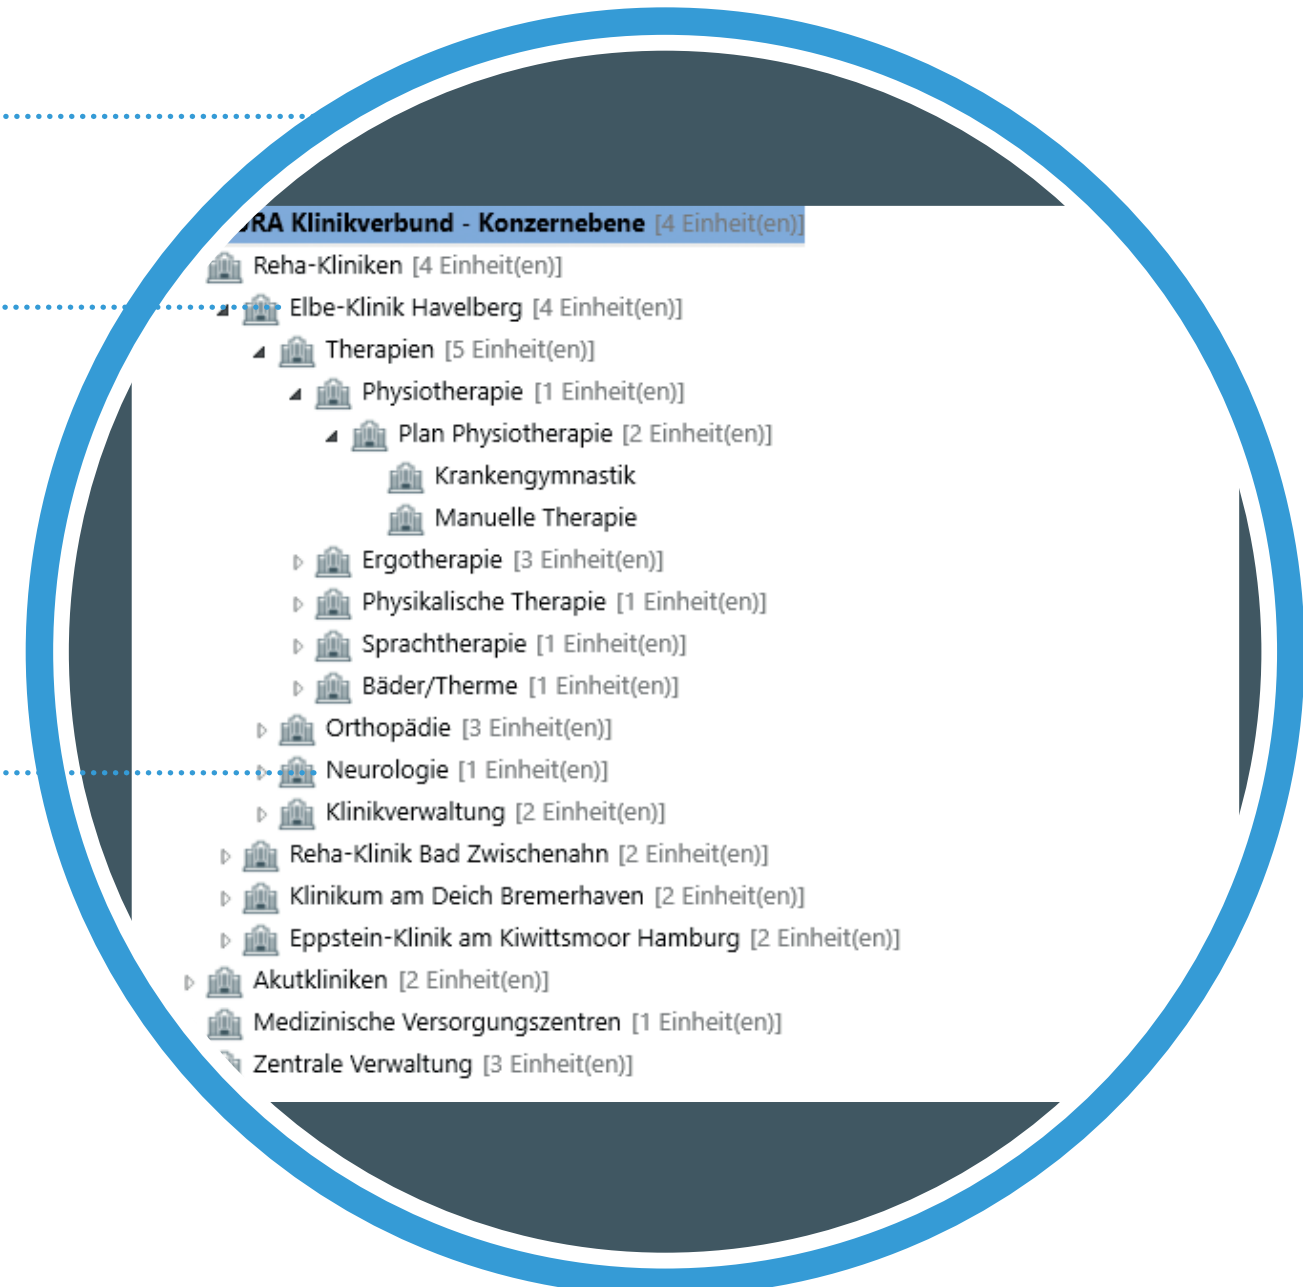 Klinikverbund - Konzernebene [4 Einheit(en)]
Reha-Kliniken [4 Einheit(en)]
Elbe-Klinik Havelberg [4 Einheit(en)]
Therapien [5 Einheit(en)]
Physiotherapie [1 Einheit(en)]
Plan Physiotherapie [2 Einheit(en)]
Krankengymnastik
Manuelle Therapie
Ergotherapie [3 Einheit(en)]
Physikalische Therapie [1 Einheit(en)]
Sprachtherapie [1 Einheit(en)]
Bäder/Therme [1 Einheit(en)]
Orthopädie [3 Einheit(en)]
Neurologie [1 Einheit(en)]
Klinikverwaltung [2 Einheit(en)]
Reha-Klinik Bad Zwischenahn [2 Einheit(en)]
Klinikum am Deich Bremerhaven [2 Einheit(en)]
Eppstein-Klinik am Kiwittsmoor Hamburg [2 Einheit(en)]
Akutkliniken [2 Einheit(en)]
Medizinische Versorgungszentren [1 Einheit(en)]
Zentrale Verwaltung [3 Einheit(en)]